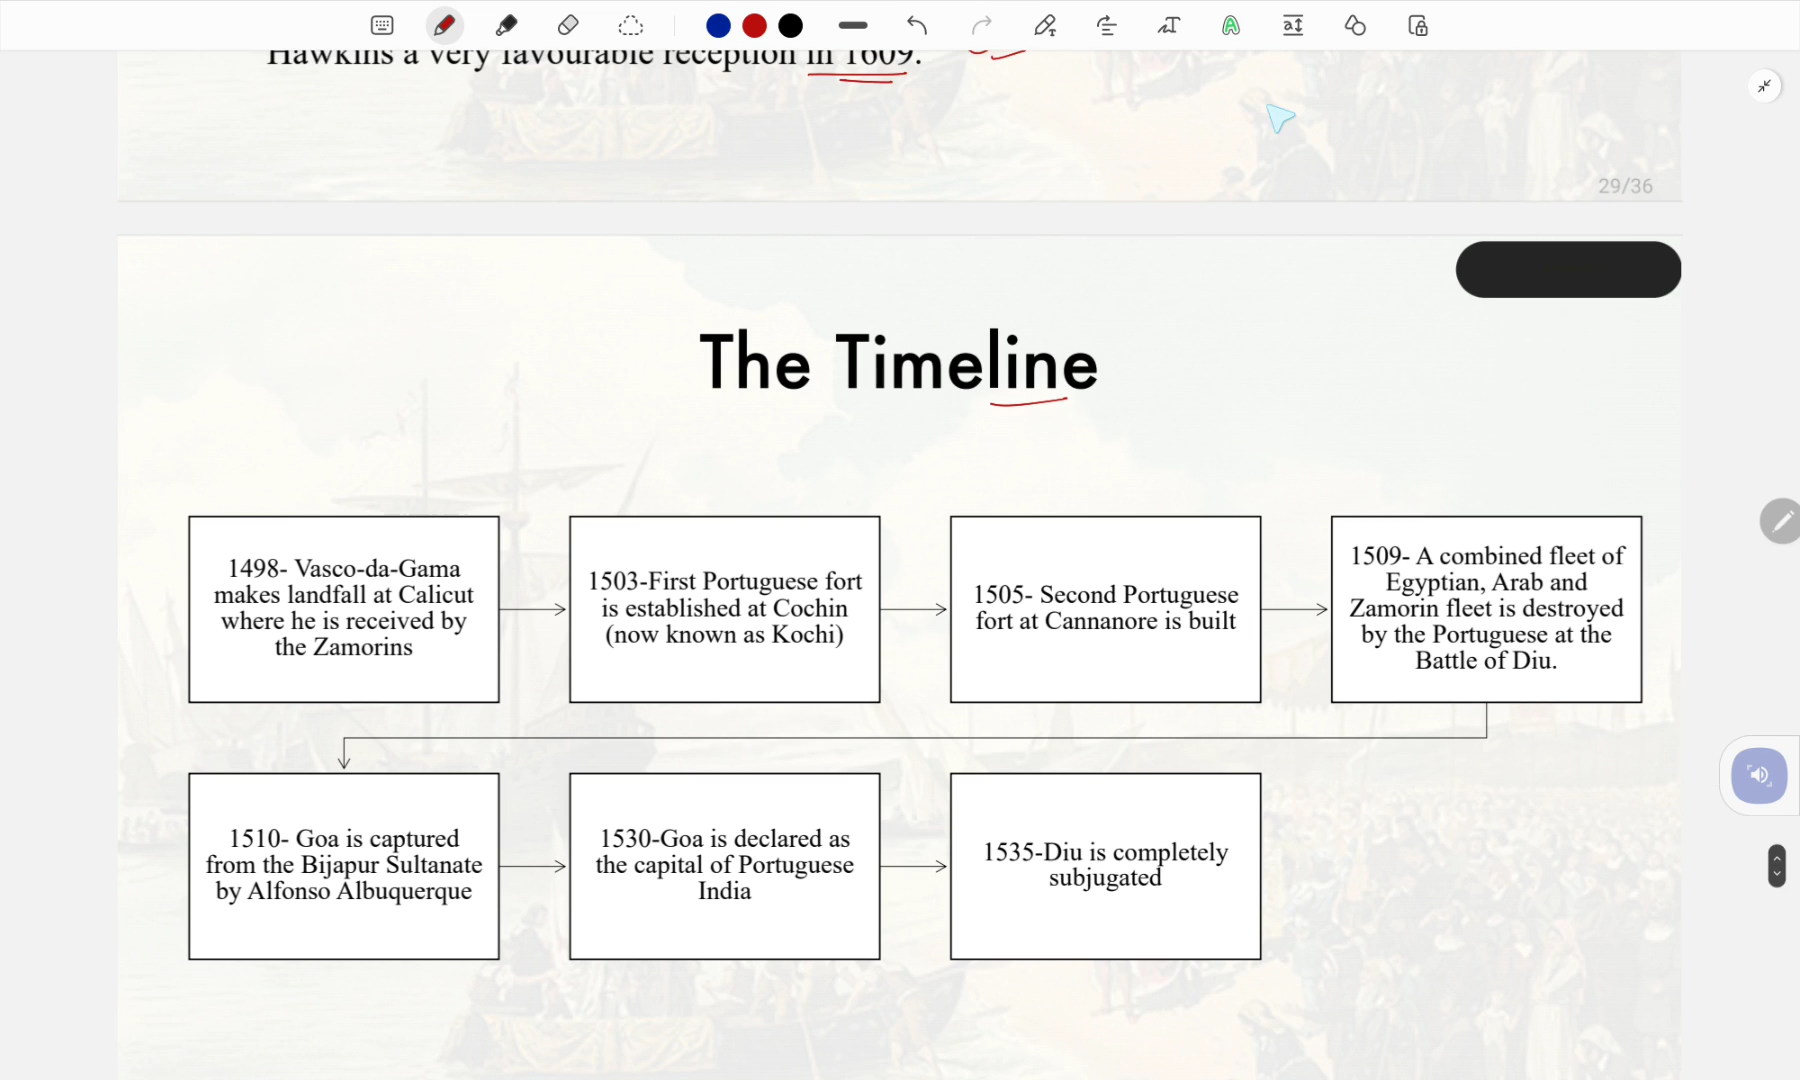 Hawkins a very favourable reception in 1609.
29/36
The Timeline
1498- Vasco-da-Gama
makes landfall at Calicut
where he is received by
the Zamorins
1503-First Portuguese fort
is established at Cochin
(now known as Kochi)
1505- Second Portuguese
fort at Cannanore is built
1509- A combined fleet of
Egyptian, Arab and
Zamorin fleet is destroyed
by the Portuguese at the
Battle of Diu.
1510- Goa is captured
from the Bijapur Sultanate
by Alfonso Albuquerque
1530-Goa is declared as
the capital of Portuguese
India
1535-Diu is completely
subjugated